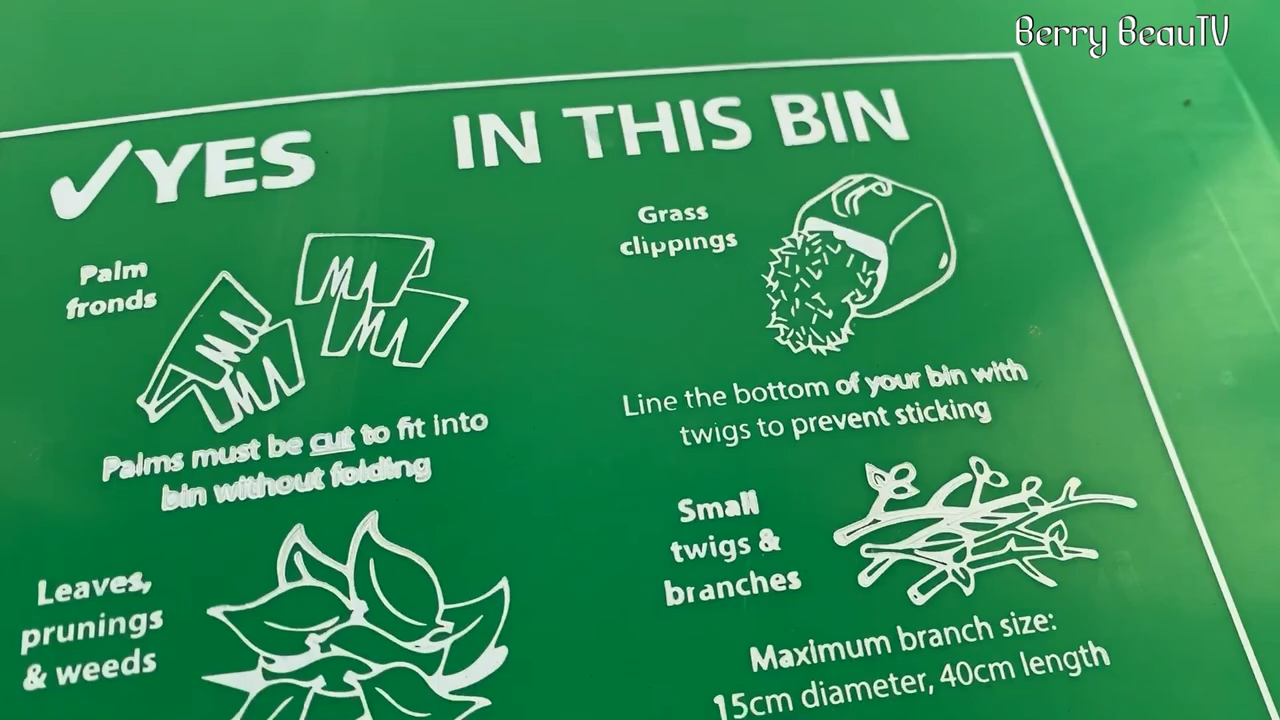 Berry BeauTV
✓YES IN THIS BIN
Palm
fronds
Palms must be cut to fit into
bin without folding
Grass
clippings
Line the bottom of your bin with
twigs to prevent sticking
Leaves,
prunings
& weeds
Small
twigs &
branches
Maximum branch size:
15cm diameter, 40cm length